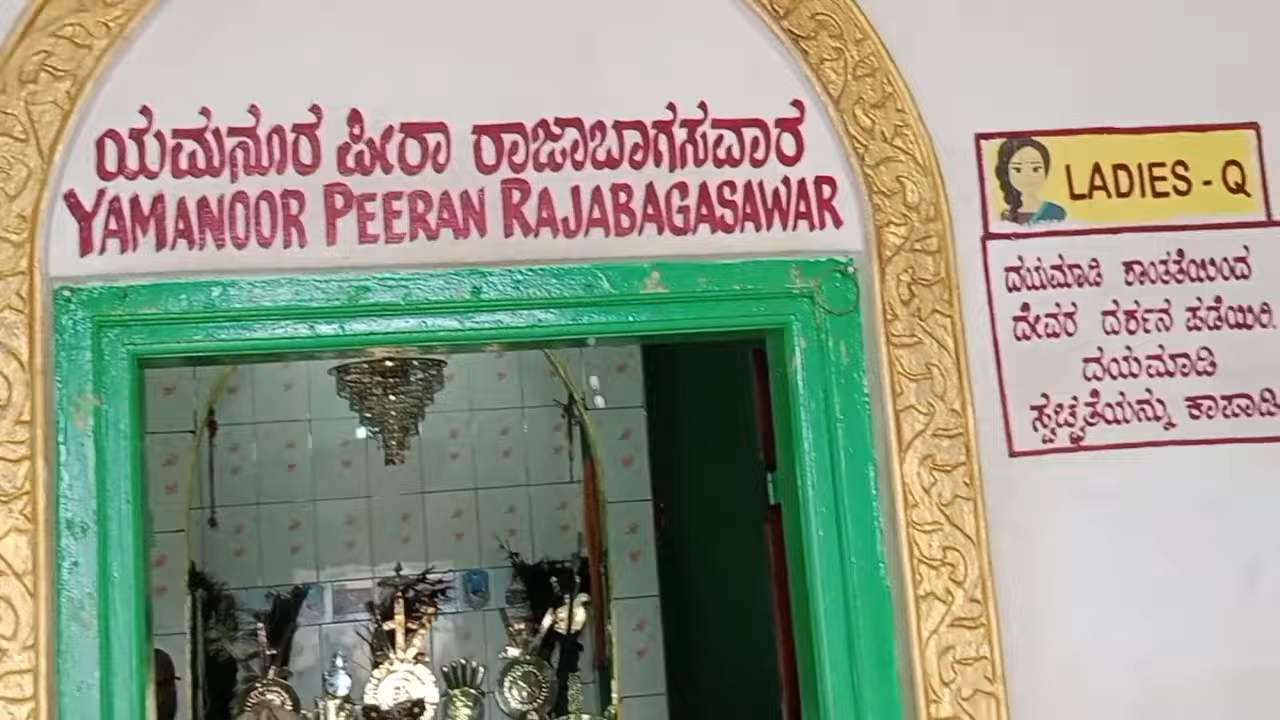 ಯಮನೂರ ಪೀರಾ ರಾಜಾಬಾಗಸವಾರ
YAMANOOR PEERAN RAJABAGASAWAR
LADIES - Q
ದಯಮಾಡಿ ಶಾಂತತೆಯಿಂದ
ದೇವರ ದರ್ಶನ ಪಡೆಯಿರಿ.
ದಯಮಾಡಿ
ಸ್ವಚ್ಛತೆಯನ್ನು ಕಾಪಾಡಿ